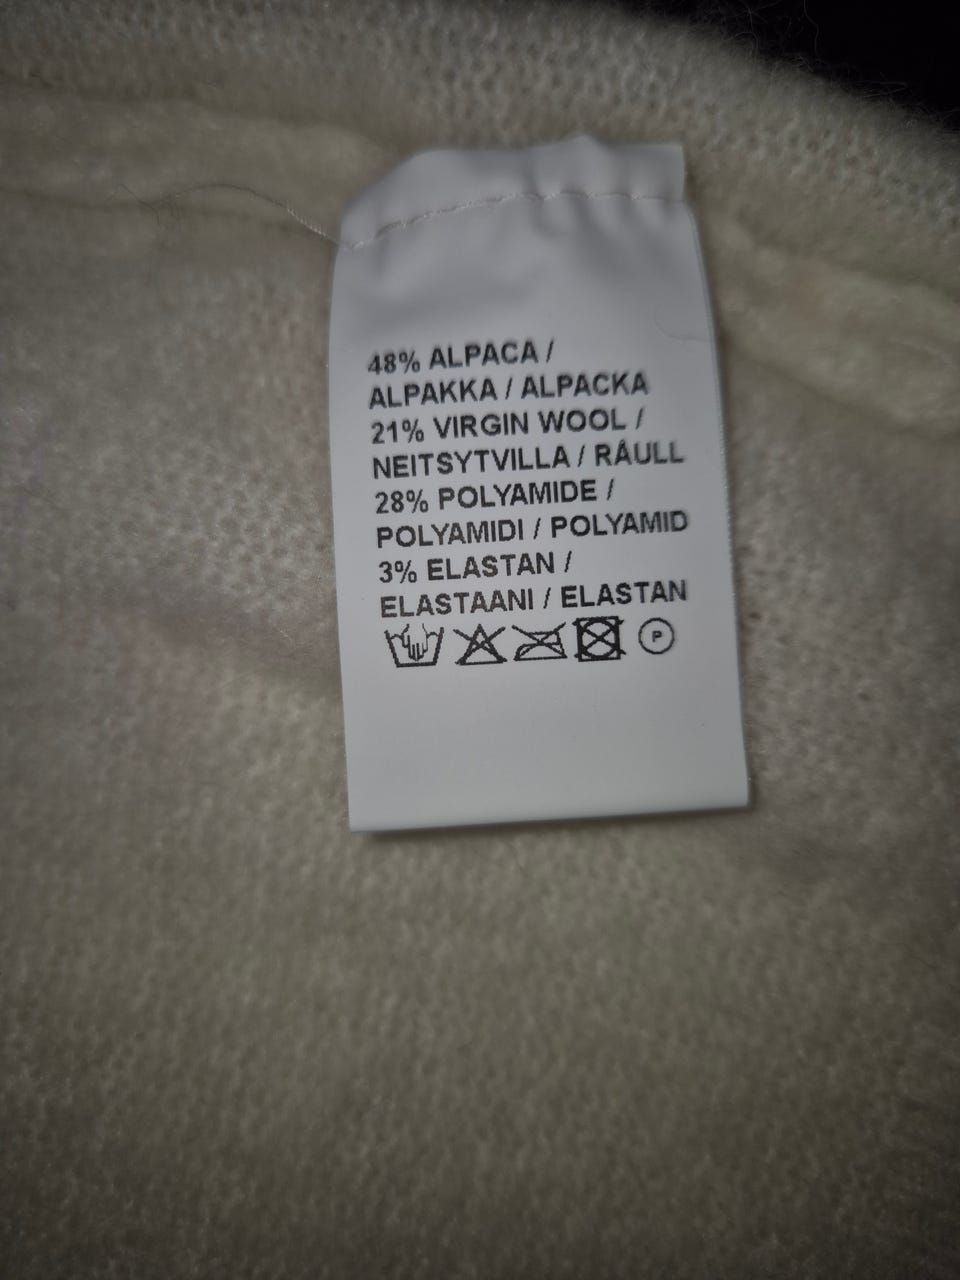 48% ALPACA /
ALPAKKA / ALPACKA
21% VIRGIN WOOL /
NEITSYTVILLA / RÅULL
28% POLYAMIDE /
POLYAMIDI / POLYAMID
3% ELASTAN /
ELASTAANI / ELASTAN
P